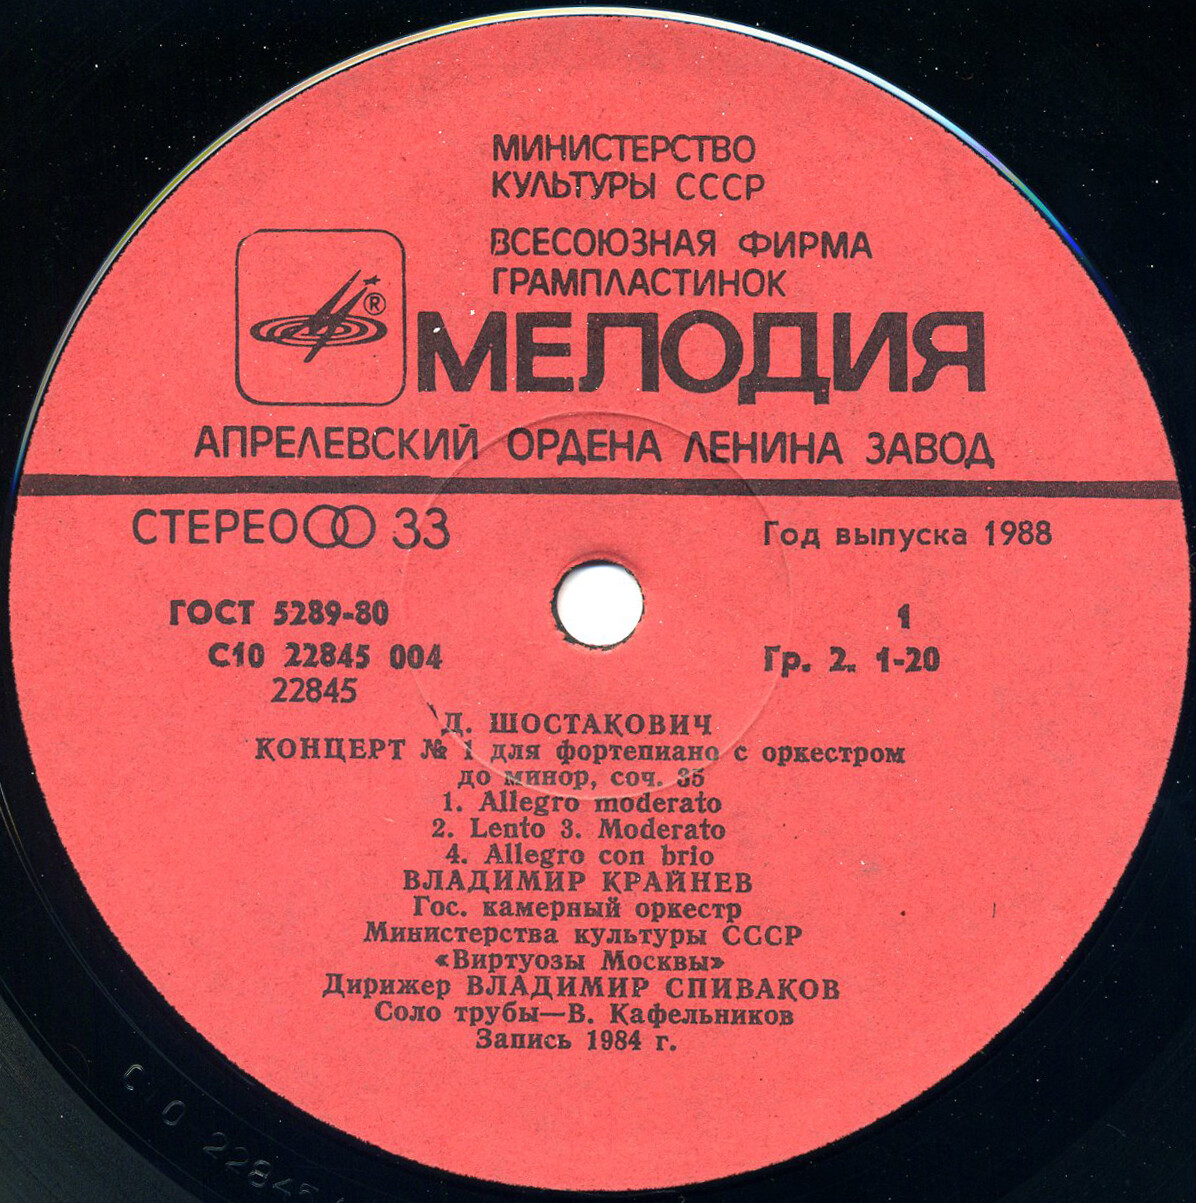 МИНИСТЕРСТВО
КУЛЬТУРЫ СССР
ВСЕСОЮЗНАЯ ФИРМА
ГРАМПЛАСТИНОК
®
МЕЛОДИЯ
АПРЕЛЕВСКИЙ ОРДЕНА ЛЕНИНА ЗАВОД
СТЕРЕО 33
Год выпуска 1988
ГОСТ 5289-80
1
С10 22845 004
Гр. 2. 1-20
22845
Д. ШОСТАКОВИЧ
КОНЦЕРТ № 1 для фортепиано с оркестром
до минор, соч. 35
1. Allegro moderato
2. Lento 3. Moderato
4. Allegro con brio
ВЛАДИМИР КРАЙНЕВ
Гос. камерный оркестр
Министерства культуры СССР
«Виртуозы Москвы»
Дирижер ВЛАДИМИР СПИВАКОВ
Соло трубы—В. Кафельников
Запись 1984 г.
С10 22845